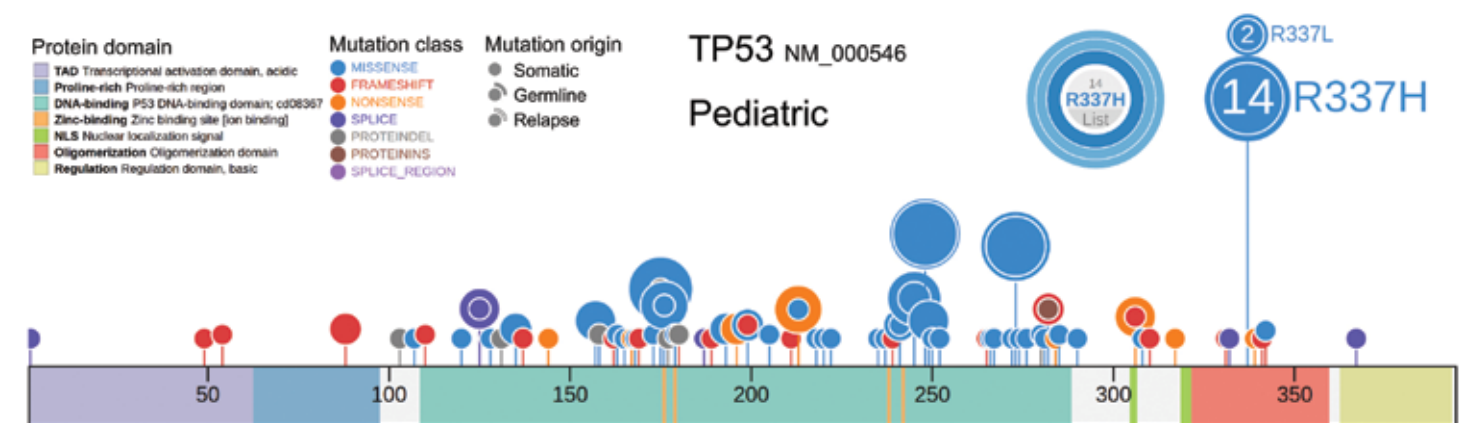 Protein domain
TAD Transcriptional activation domain, acidic
Proline-rich Proline-rich region
DNA-binding P53 DNA-binding domain; cd08367
Zinc-binding Zinc binding site [ion binding]
NLS Nuclear localization signal
Oligomerization Oligomerization domain
Regulation Regulation domain, basic
Mutation class
MISSENSE
FRAMESHIFT
NONSENSE
SPLICE
PROTEINDEL
PROTEININS
SPLICE_REGION
Mutation origin
Somatic
Germline
Relapse
TP53 NM_000546
Pediatric
14
R337H
List
2 R337L
14 R337H
50 100 150 200 250 300 350